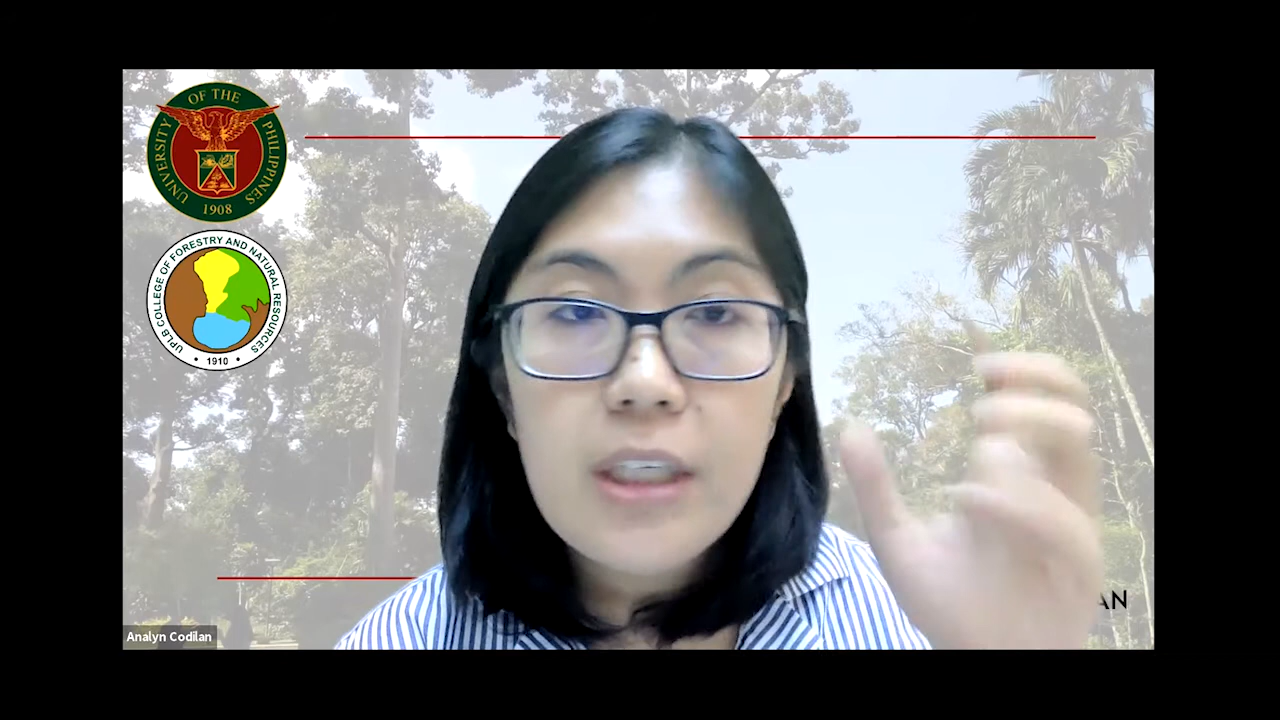 UNIVERSITY OF THE PHILIPPINES
1908
UPLB COLLEGE OF FORESTRY AND NATURAL RESOURCES
• 1910 •
AN
Analyn Codilan